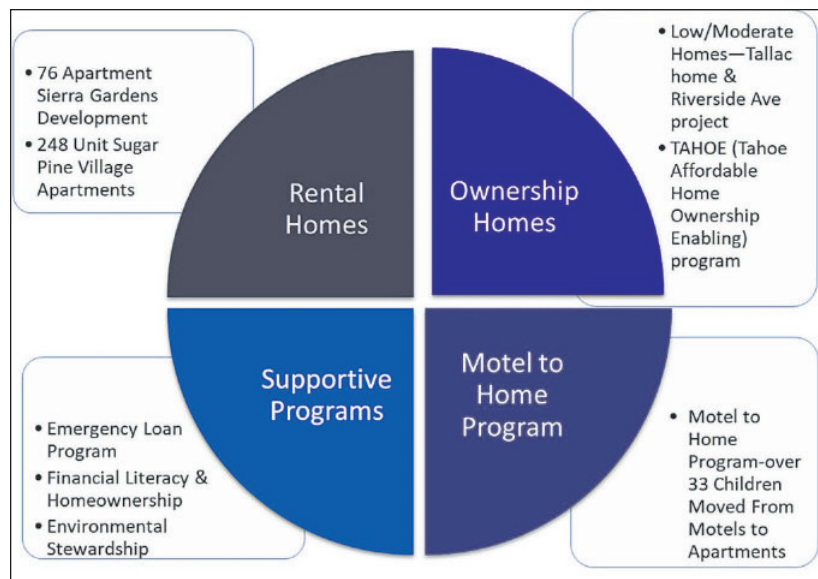 • 76 Apartment
Sierra Gardens
Development
• 248 Unit Sugar
Pine Village
Apartments
Rental
Homes
Ownership
Homes
• Low/Moderate
Homes—Tallac
home &
Riverside Ave
project
• TAHOE (Tahoe
Affordable
Home
Ownership
Enabling)
program
Supportive
Programs
• Emergency Loan
Program
• Financial Literacy &
Homeownership
• Environmental
Stewardship
Motel to
Home
Program
• Motel to
Home
Program-over
33 Children
Moved From
Motels to
Apartments